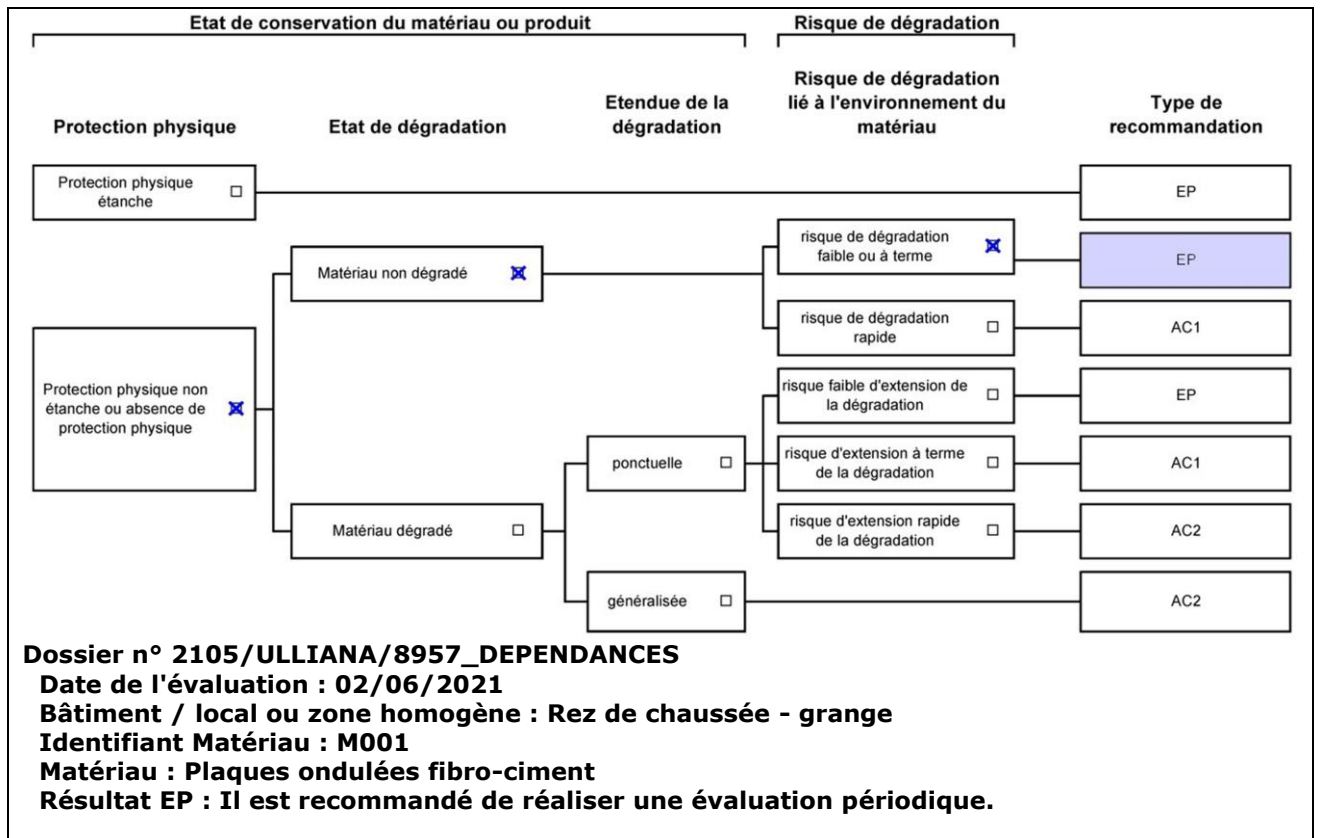 Etat de conservation du matériau ou produit
Risque de dégradation
Protection physique
Etat de dégradation
Etendue de la
dégradation
Risque de dégradation
lié à l'environnement du
matériau
Type de
recommandation
Protection physique
étanche
EP
Matériau non dégradé
risque de dégradation
faible ou à terme
EP
risque de dégradation
rapide
AC1
Protection physique non
étanche ou absence de
protection physique
risque faible d'extension de
la dégradation
EP
ponctuelle
risque d'extension à terme
de la dégradation
AC1
Matériau dégradé
risque d'extension rapide
de la dégradation
AC2
généralisée
AC2
Dossier n° 2105/ULLIANA/8957_DEPENDANCES
Date de l'évaluation : 02/06/2021
Bâtiment / local ou zone homogène : Rez de chaussée - grange
Identifiant Matériau : M001
Matériau : Plaques ondulées fibro-ciment
Résultat EP : Il est recommandé de réaliser une évaluation périodique.